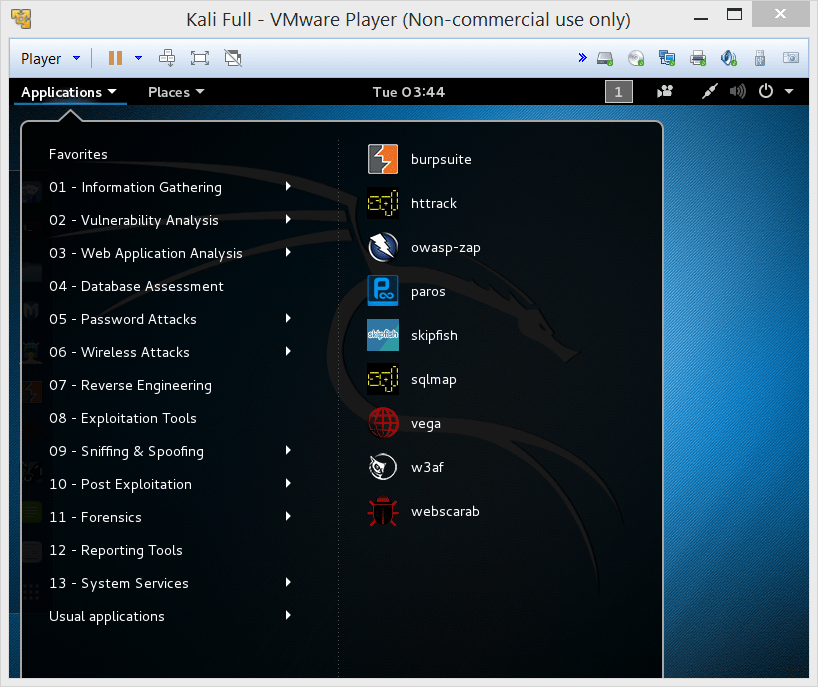 Kali Full - VMware Player (Non-commercial use only)
Player
Applications Places Tue 03:44 1
Favorites
01 - Information Gathering
02 - Vulnerability Analysis
03 - Web Application Analysis
04 - Database Assessment
05 - Password Attacks
06 - Wireless Attacks
07 - Reverse Engineering
08 - Exploitation Tools
09 - Sniffing & Spoofing
10 - Post Exploitation
11 - Forensics
12 - Reporting Tools
13 - System Services
Usual applications
burpsuite
httrack
owasp-zap
paros
skipfish skipfish
sqlmap
vega
w3af
webscarab